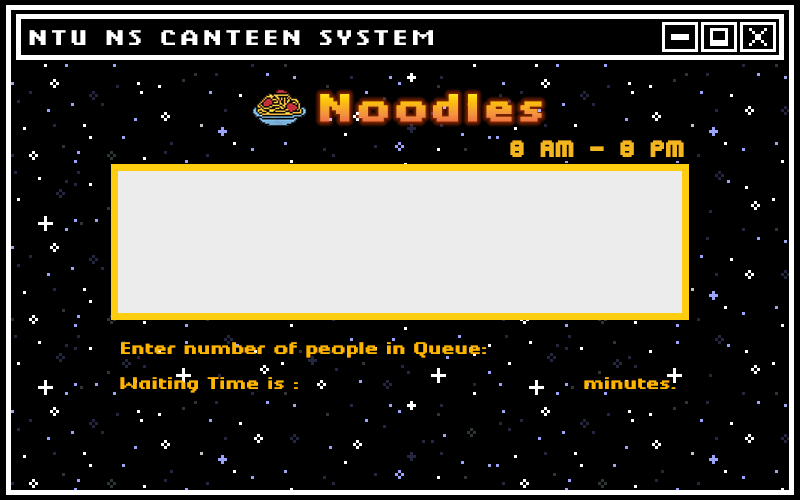 NTU NS CANTEEN SYSTEM
Noodles
8 AM - 8 PM
Enter number of people in Queue:
Waiting Time is : minutes.